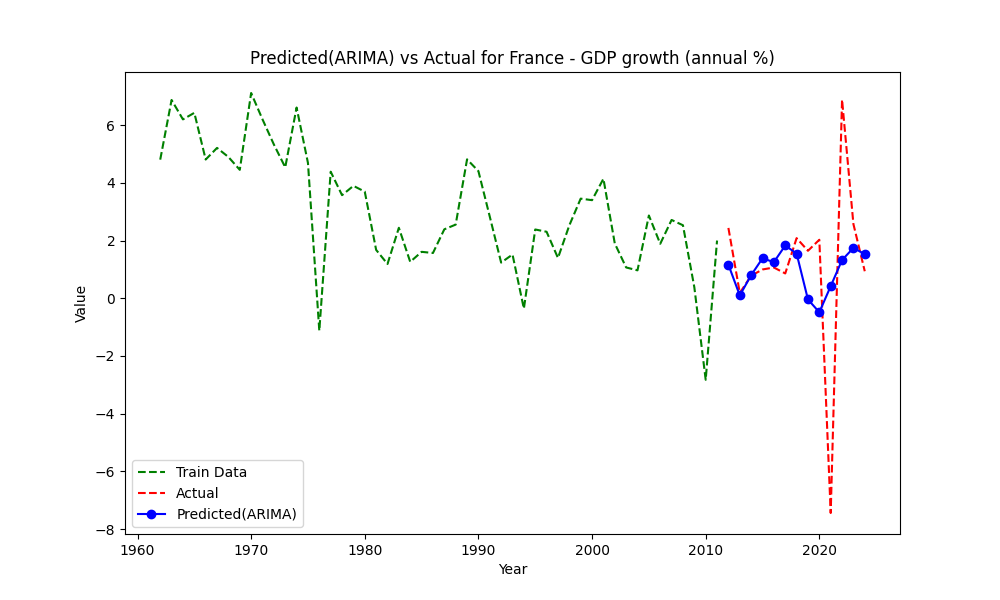 Predicted(ARIMA) vs Actual for France - GDP growth (annual %)
Value
6
4
2
0
−2
−4
−6
−8
Train Data
Actual
Predicted(ARIMA)
1960 1970 1980 1990 2000 2010 2020
Year